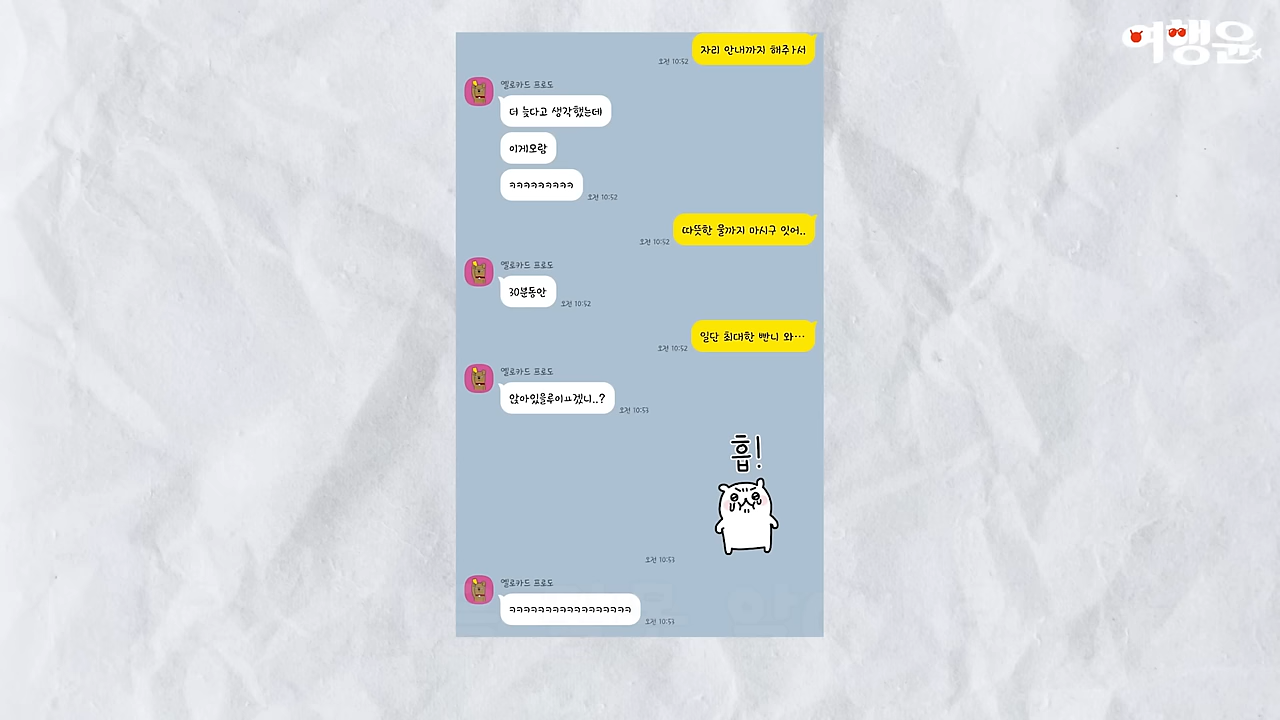 여행윤
자리 안내까지 해주셔서
오전 10:52
옐로카드 프로도
더 늦다고 생각했는데
이게모람
ㅋㅋㅋㅋㅋㅋㅋㅋㅋ
오전 10:52
따뜻한 물까지 마시구 잇어..
오전 10:52
옐로카드 프로도
30분동안
오전 10:52
일단 최대한 빤니 와...
오전 10:52
옐로카드 프로도
앉아있을루이ㅛ겠니..?
오전 10:53
흡!
오전 10:53
옐로카드 프로도
ㅋㅋㅋㅋㅋㅋㅋㅋㅋㅋㅋㅋㅋㅋㅋㅋㅋ
오전 10:53